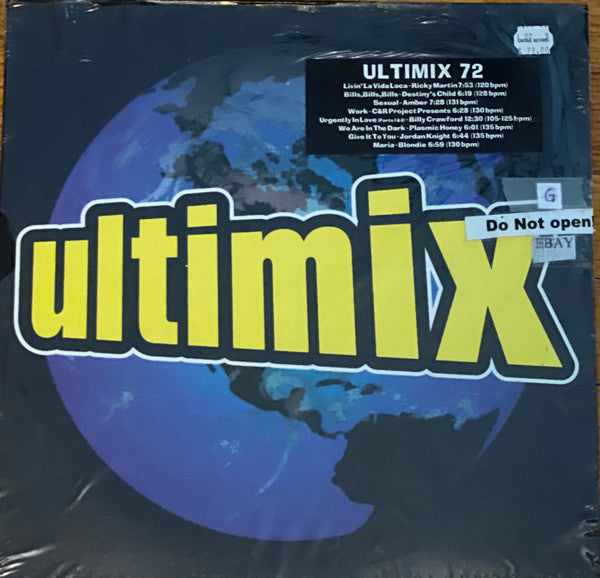 ULTIMIX 72
Livin' La Vida Loca - Ricky Martin 7:53 (120 bpm)
Bills, Bills, Bills - Destiny's Child 6:19 (128 bpm)
Sexual - Amber 7:28 (131 bpm)
Work - C&R Project Presents 6:28 (130 bpm)
Urgently In Love (Parts 1 & 2) - Billy Crawford 12:30 (105-125 bpm)
We Are In The Dark - Plasmic Honey 6:01 (135 bpm)
Give It To You - Jordan Knight 6:44 (135 bpm)
Maria - Blondie 6:59 (130 bpm)
G
Do Not open!
EBAY
ultimix